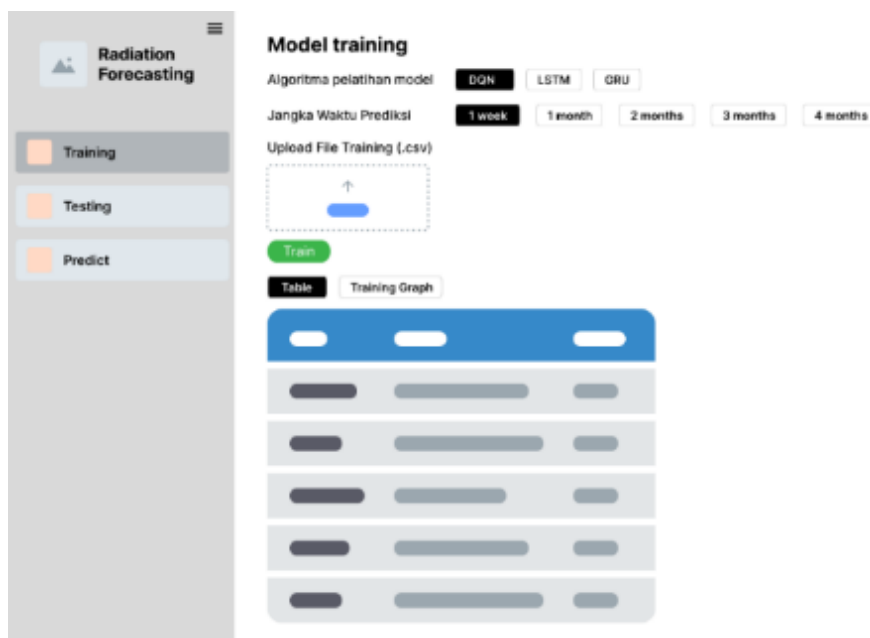 Radiation
Forecasting
Training
Testing
Predict
Model training
Algoritma pelatihan model DQN LSTM GRU
Jangka Waktu Prediksi 1 week 1 month 2 months 3 months 4 months
Upload File Training (.csv)
Train
Table Training Graph